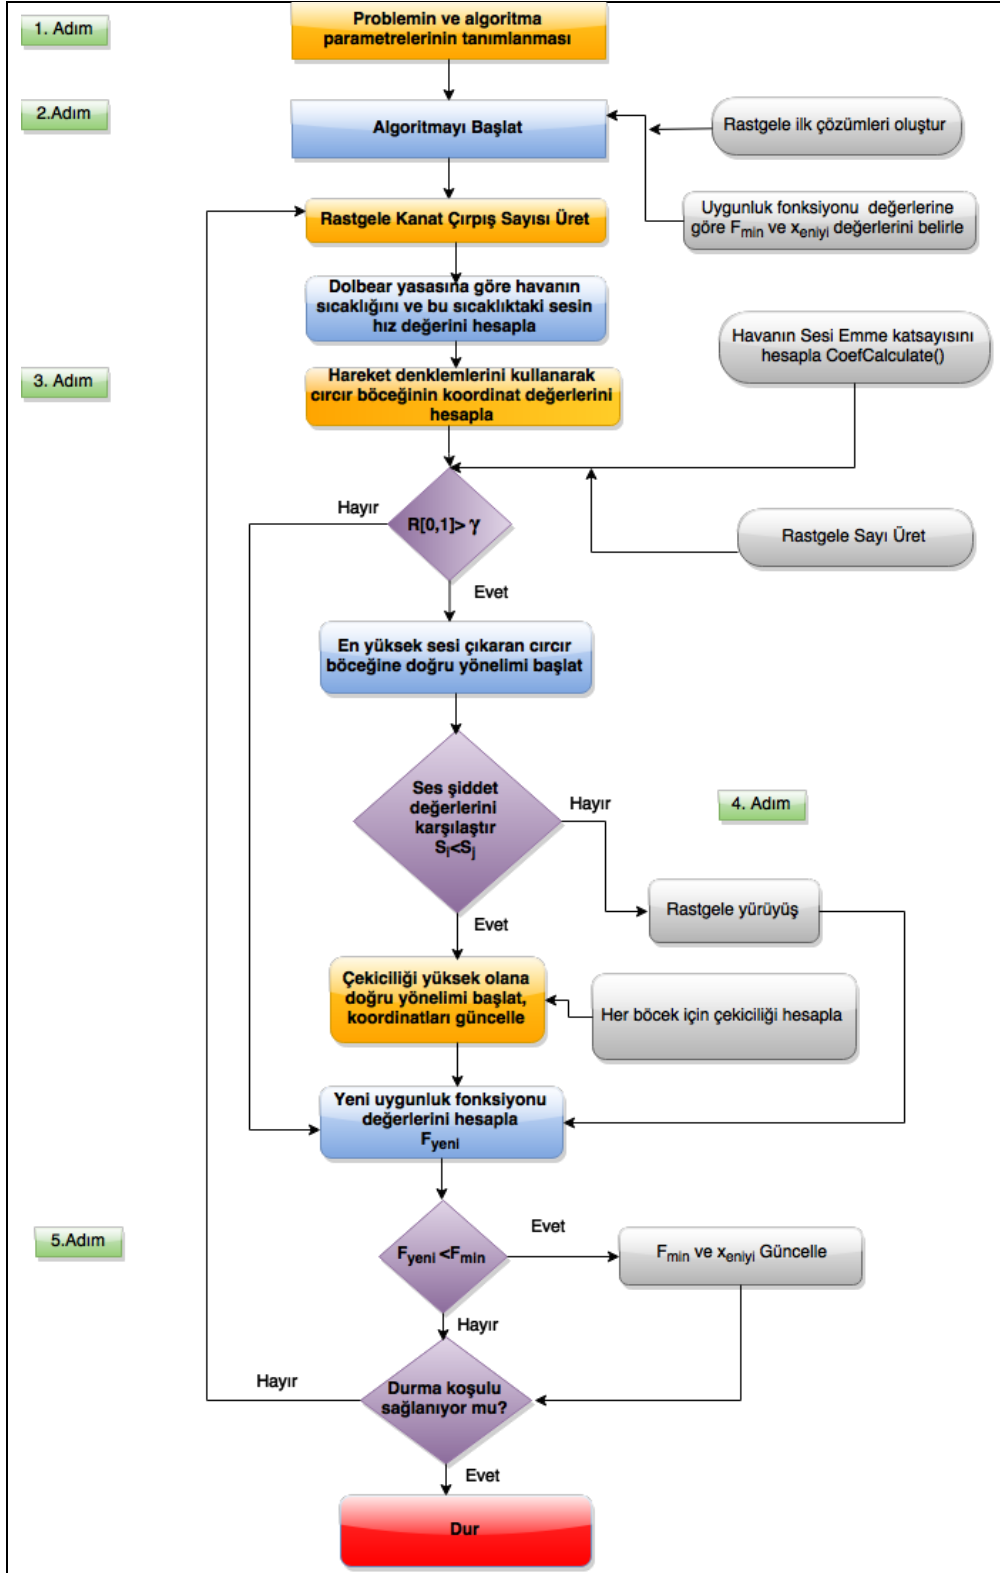 1. Adım
Problemin ve algoritma
parametrelerinin tanımlanması
2.Adım
Algoritmayı Başlat
Rastgele ilk çözümleri oluştur
Uygunluk fonksiyonu değerlerine
göre Fmin ve xeniyi değerlerini belirle
Rastgele Kanat Çırpış Sayısı Üret
Dolbear yasasına göre havanın
sıcaklığını ve bu sıcaklıktaki sesin
hız değerini hesapla
Havanın Sesi Emme katsayısını
hesapla CoefCalculate()
3. Adım
Hareket denklemlerini kullanarak
cırcır böceğinin koordinat değerlerini
hesapla
Hayır
R[0,1]> γ
Rastgele Sayı Üret
Evet
En yüksek sesi çıkaran cırcır
böceğine doğru yönelimi başlat
Ses şiddet
değerlerini
karşılaştır
Si<Sj
Hayır
4. Adım
Rastgele yürüyüş
Evet
Çekiciliği yüksek olana
doğru yönelimi başlat,
koordinatları güncelle
Her böcek için çekiciliği hesapla
Yeni uygunluk fonksiyonu
değerlerini hesapla
Fyeni
5.Adım
Fyeni <Fmin
Evet
Fmin ve xeniyi Güncelle
Hayır
Hayır
Durma koşulu
sağlanıyor mu?
Evet
Dur